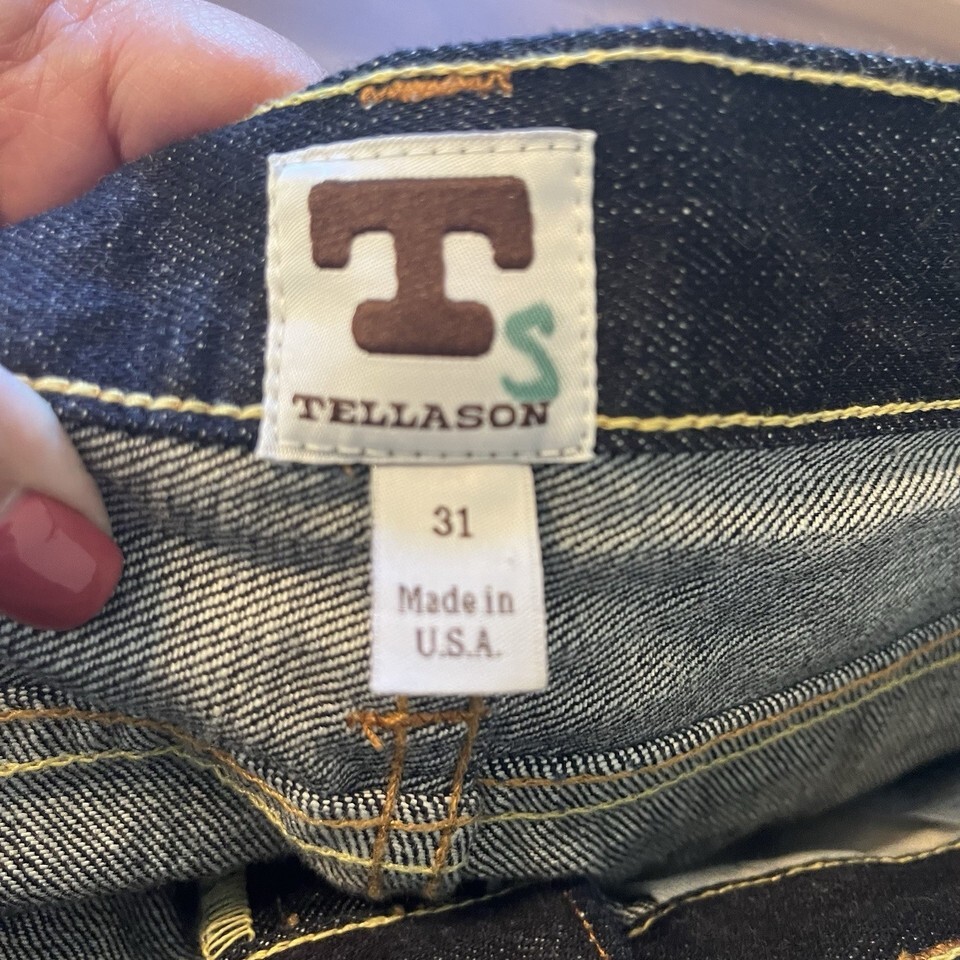 T
S
TELLASON
31
Made in
U.S.A.